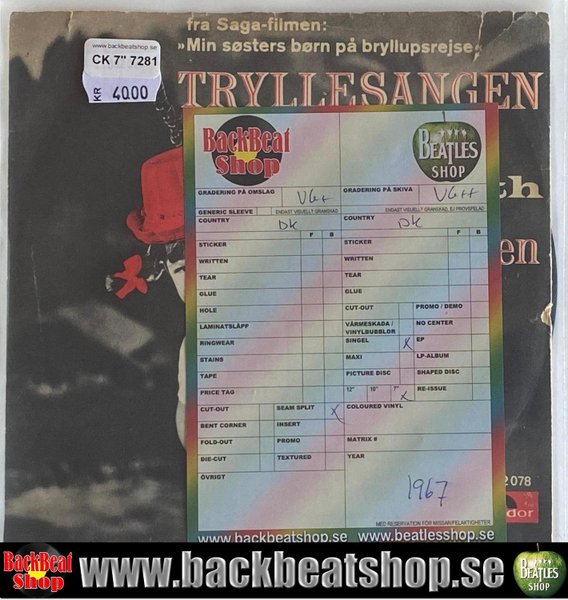 fra Saga-filmen:
»Min søsters børn på bryllupsrejse«
www.backbeatshop.se
CK 7" 7281
KR 4000
TRYLLESANGEN
th
en
BackBeat
Shop
BEATLES
SHOP
GRADERING PÅ OMSLAG VG+
GRADERING PÅ SKIVA VG++
GENERIC SLEEVE ENDAST VISUELLT GRANSKAD
ENDAST VISUELLT GRANSKAD, EJ PROVSPELAD
COUNTRY DK
COUNTRY DK
F B
F B
STICKER
STICKER
WRITTEN
WRITTEN
TEAR
TEAR
GLUE
GLUE
HOLE
CUT-OUT PROMO / DEMO
LAMINATSLÄPP
VÄRMESKADA /
VINYLBUBBLOR
NO CENTER
RINGWEAR
SINGEL X EP
STAINS
MAXI LP-ALBUM
TAPE
PICTURE DISC SHAPED DISC
PRICE TAG
12" 10" 7" X RE-ISSUE
CUT-OUT SEAM SPLIT X
COLOURED VINYL
BENT CORNER INSERT
FOLD-OUT PROMO
MATRIX #
DIE-CUT TEXTURED
YEAR
ÖVRIGT
1967
MED RESERVATION FÖR MISSAR/FELAKTIGHETER
www.backbeatshop.se
www.beatlesshop.se
2078
dor
BackBeat
Shop
www.backbeatshop.se
BEATLES
SHOP